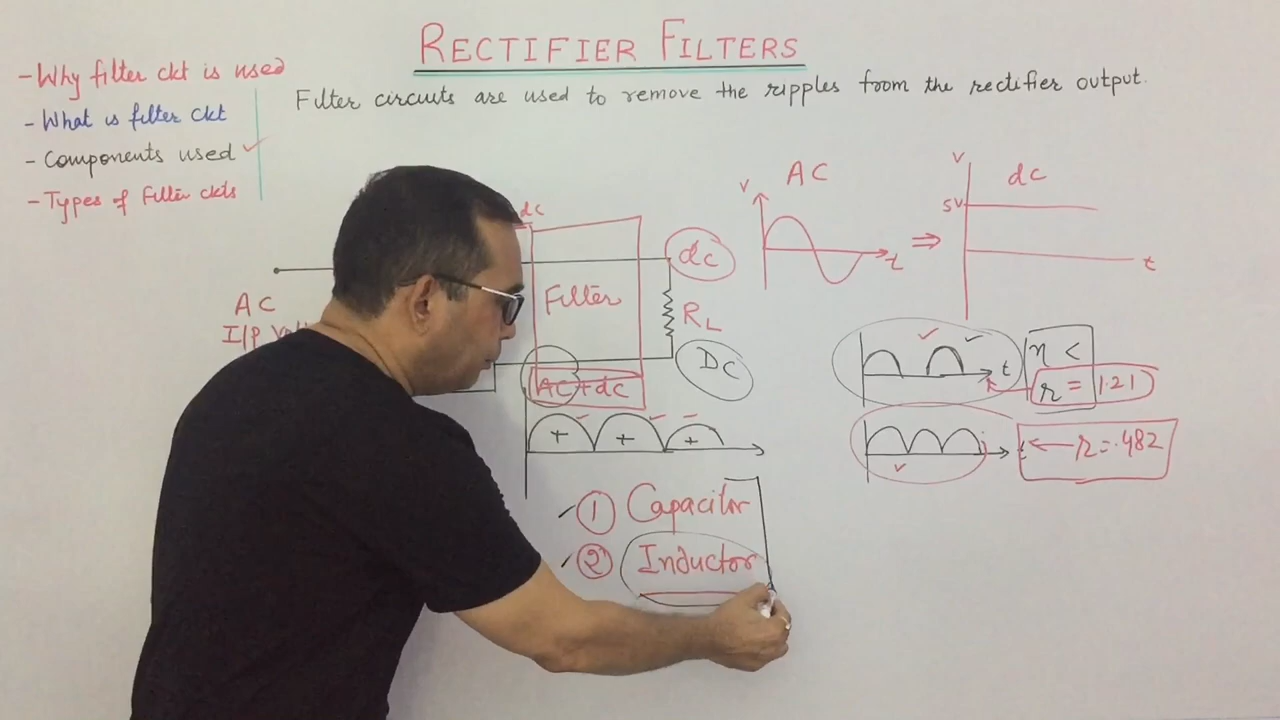 RECTIFIER FILTERS
Filter circuits are used to remove the ripples from the rectifier output.
- Why filter ckt is used
- What is filter ckt
- Components used ✓
- Types of Filter ckts
AC
I/P
dc
Filter
AC+dc
dc
RL
DC
+ + +
① Capacitor
② Inductor
V
AC
t
⇒
V
dc
5V
t
t
r <
r = 1.21
t ← r = .482